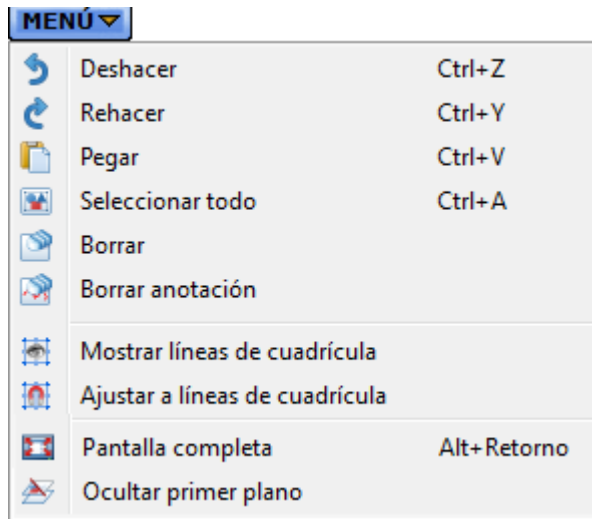 MENÚ
Deshacer Ctrl+Z
Rehacer Ctrl+Y
Pegar Ctrl+V
Seleccionar todo Ctrl+A
Borrar
Borrar anotación
Mostrar líneas de cuadrícula
Ajustar a líneas de cuadrícula
Pantalla completa Alt+Retorno
Ocultar primer plano